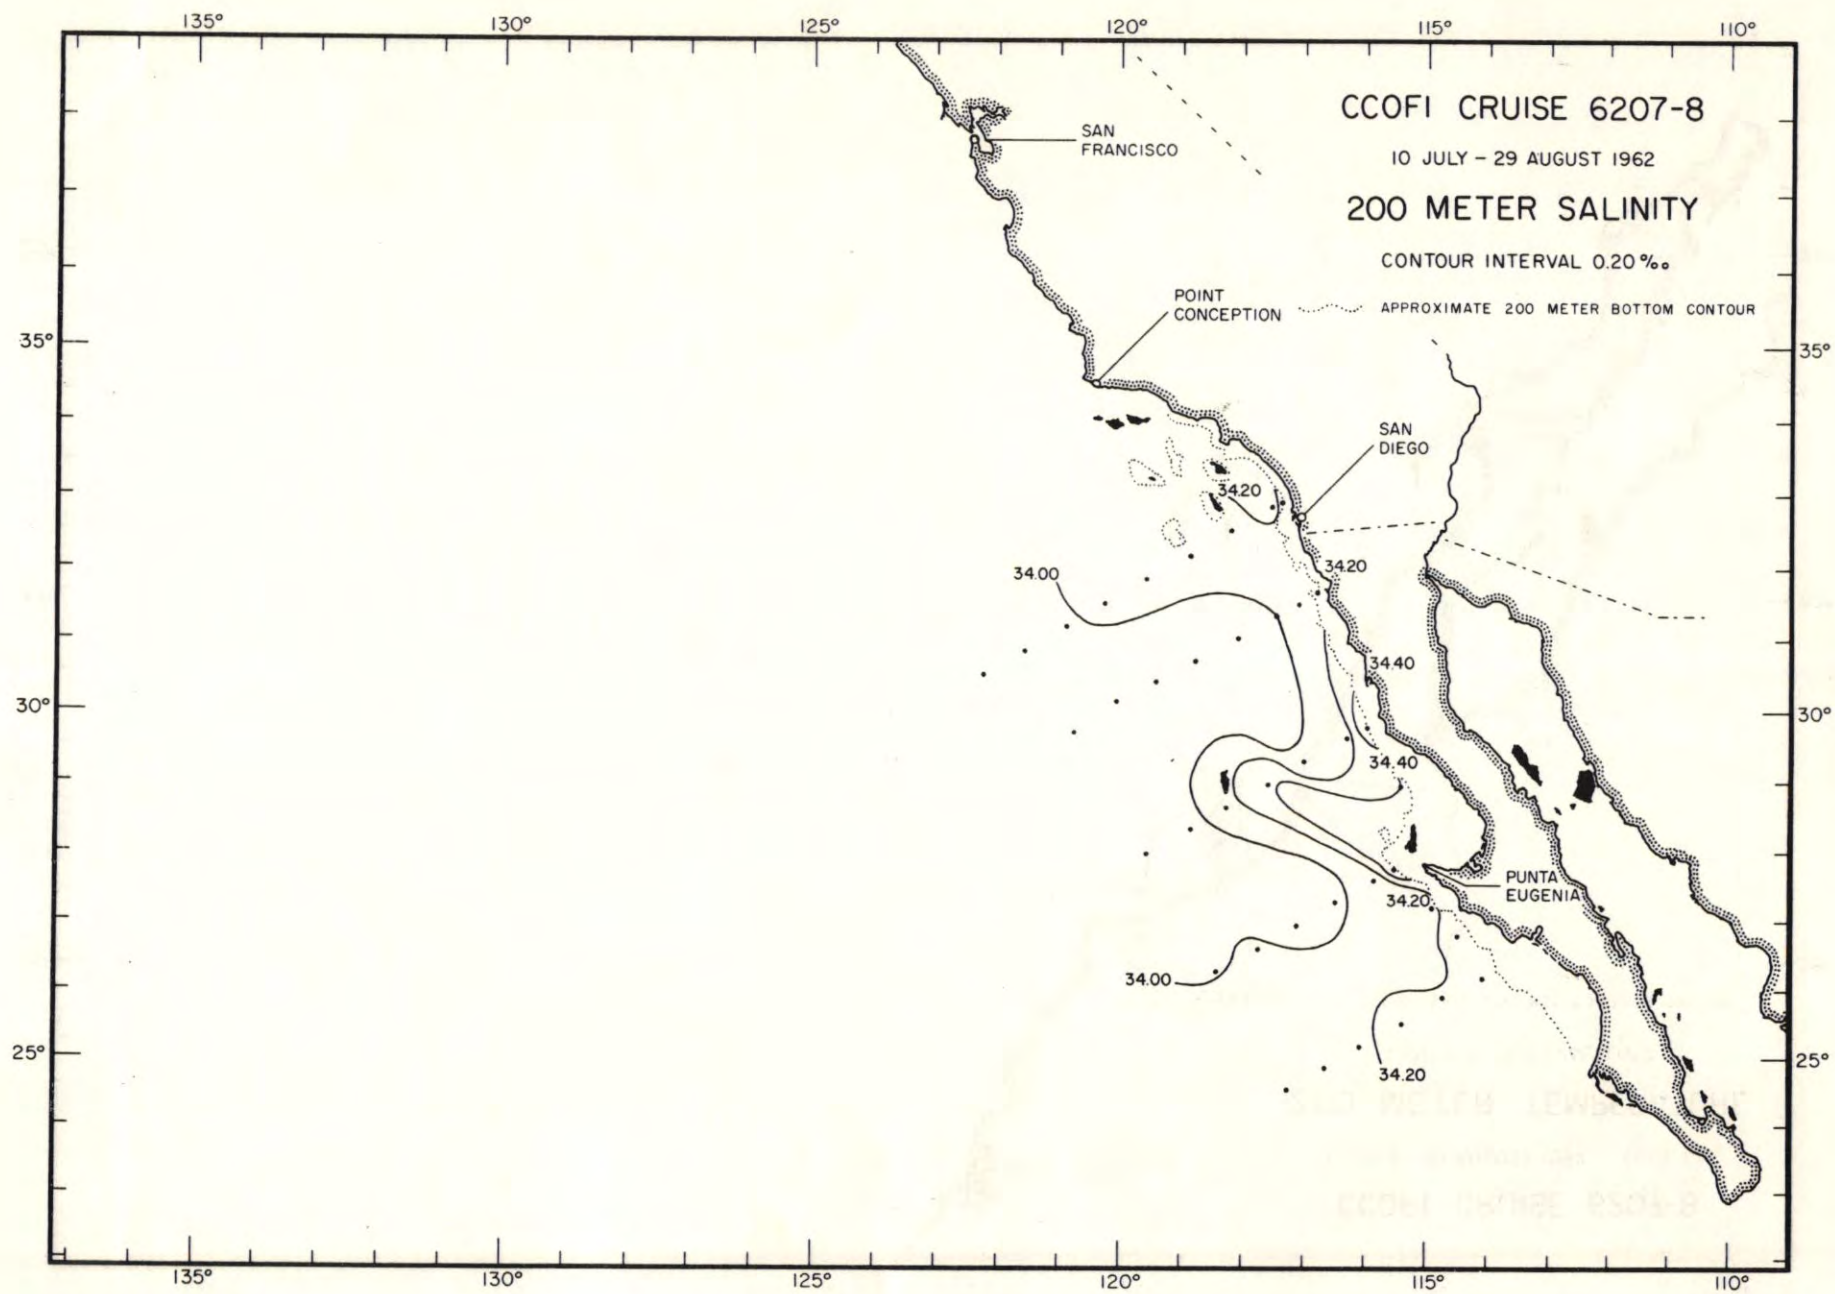 135° 130° 125° 120° 115° 110°
CCOFI CRUISE 6207-8
10 JULY – 29 AUGUST 1962
200 METER SALINITY
CONTOUR INTERVAL 0.20‰
APPROXIMATE 200 METER BOTTOM CONTOUR
SAN
FRANCISCO
POINT
CONCEPTION
35° 35°
SAN
DIEGO
34.20
34.00
34.20
34.40
30° 30°
34.40
PUNTA
EUGENIA
34.20
34.00
25° 25°
34.20
135° 130° 125° 120° 115° 110°